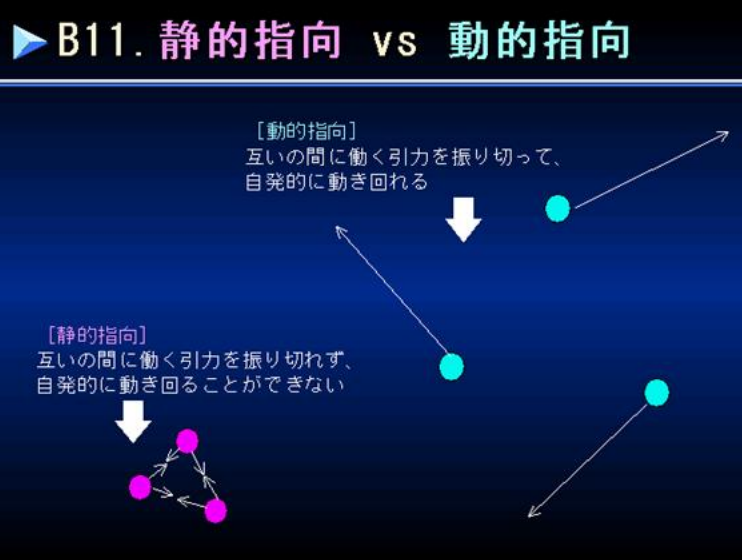 B11.静的指向 vs 動的指向
[動的指向]
互いの間に働く引力を振り切って、
自発的に動き回れる
[静的指向]
互いの間に働く引力を振り切れず、
自発的に動き回ることができない